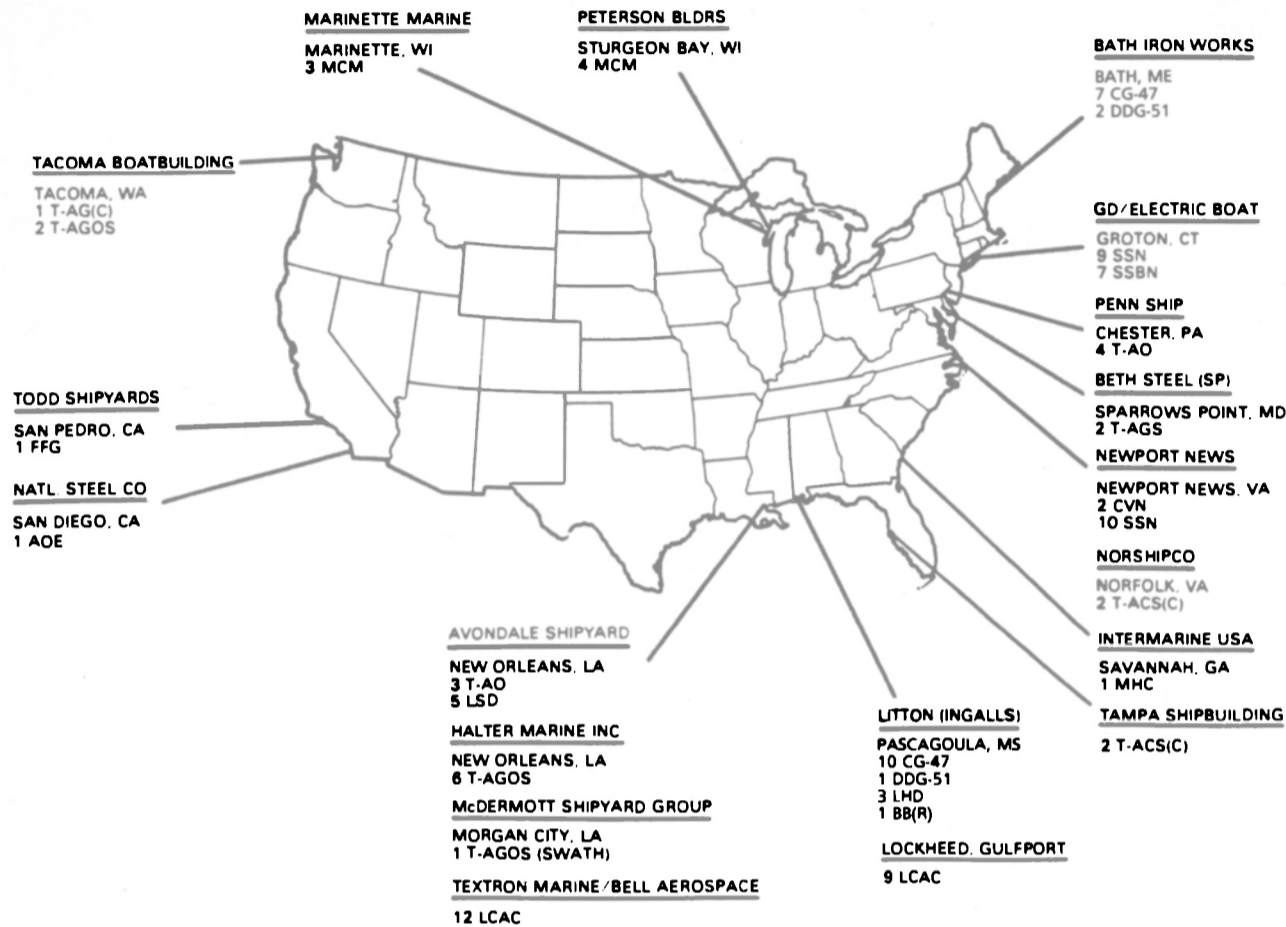 MARINETTE MARINE
MARINETTE, WI
3 MCM
PETERSON BLDRS
STURGEON BAY, WI
4 MCM
BATH IRON WORKS
BATH, ME
7 CG-47
2 DDG-51
TACOMA BOATBUILDING
TACOMA, WA
1 T-AG(C)
2 T-AGOS
GD/ELECTRIC BOAT
GROTON, CT
9 SSN
7 SSBN
PENN SHIP
CHESTER, PA
4 T-AO
BETH STEEL (SP)
SPARROWS POINT, MD
2 T-AGS
TODD SHIPYARDS
SAN PEDRO, CA
1 FFG
NEWPORT NEWS
NEWPORT NEWS, VA
2 CVN
10 SSN
NATL. STEEL CO
SAN DIEGO, CA
1 AOE
NORSHIPCO
NORFOLK, VA
2 T-ACS(C)
INTERMARINE USA
SAVANNAH, GA
1 MHC
TAMPA SHIPBUILDING
2 T-ACS(C)
AVONDALE SHIPYARD
NEW ORLEANS, LA
3 T-AO
5 LSD
HALTER MARINE INC
NEW ORLEANS, LA
6 T-AGOS
McDERMOTT SHIPYARD GROUP
MORGAN CITY, LA
1 T-AGOS (SWATH)
TEXTRON MARINE/BELL AEROSPACE
12 LCAC
LITTON (INGALLS)
PASCAGOULA, MS
10 CG-47
1 DDG-51
3 LHD
1 BB(R)
LOCKHEED, GULFPORT
9 LCAC